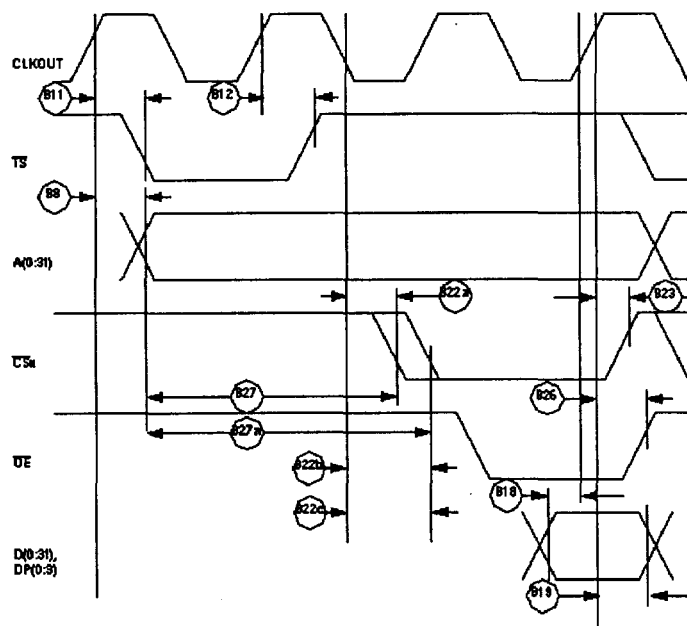 CLKOUT
B11
B12
TS
B8
A(0:31)
B22a
B23
CSx
B27
B26
B27a
OE
B22b
B18
B22c
D(0:31),
DP(0:3)
B19